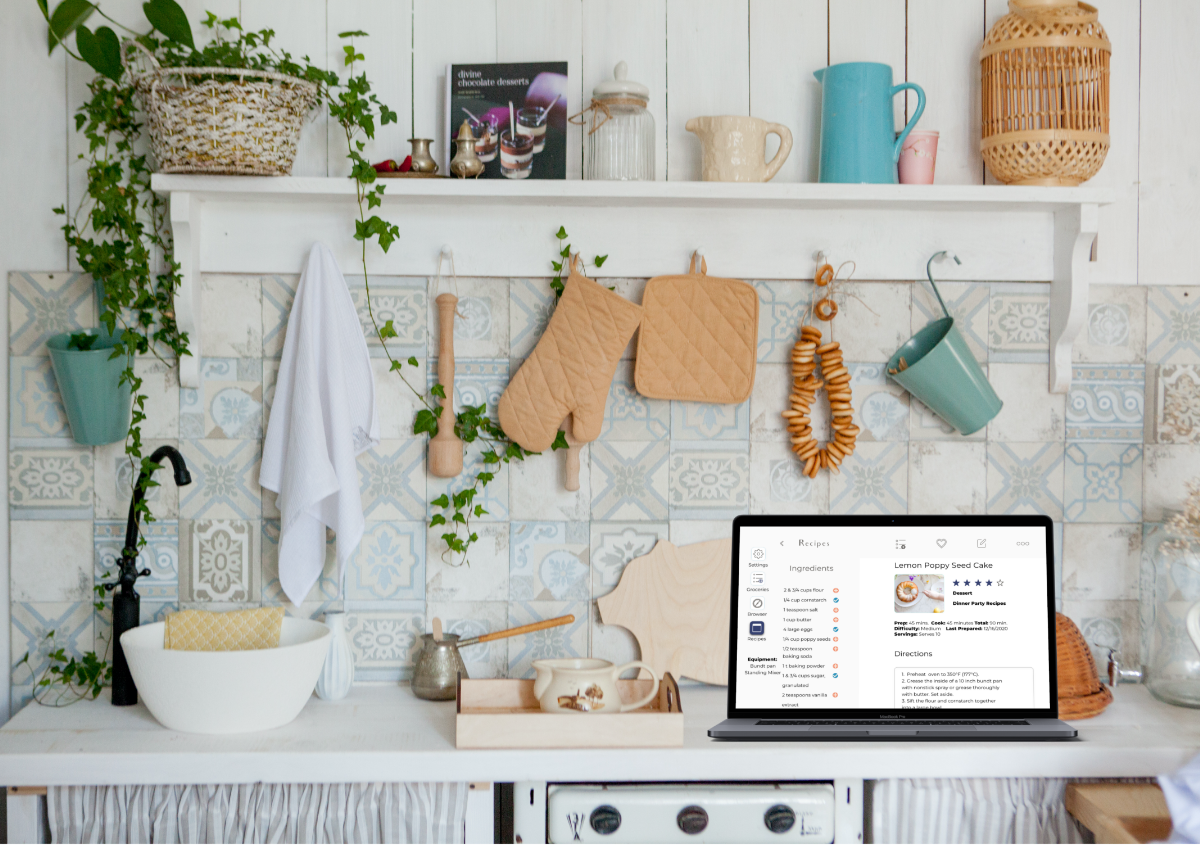 divine
chocolate desserts
Recipes
Settings
Groceries
Browser
Recipes
Equipment:
Bundt pan
Standing Mixer
Ingredients
2 & 3/4 cups flour
1/4 cup cornstarch
1 teaspoon salt
1 cup butter
4 large eggs
1/4 cup poppy seeds
1/2 teaspoon
baking soda
1 t baking powder
1 & 3/4 cups sugar,
granulated
2 teaspoons vanilla
extract
Lemon Poppy Seed Cake
Dessert
Dinner Party Recipes
Prep: 45 mins. Cook: 45 minutes Total: 90 min.
Difficulty: Medium Last Prepared: 12/16/2020
Servings: Serves 10
Directions
1. Preheat oven to 350°F (177°C).
2. Grease the inside of a 10 inch bundt pan
with nonstick spray or grease thoroughly
with butter. Set aside.
3. Sift the flour and cornstarch together
into a large bowl.
MacBook Pro